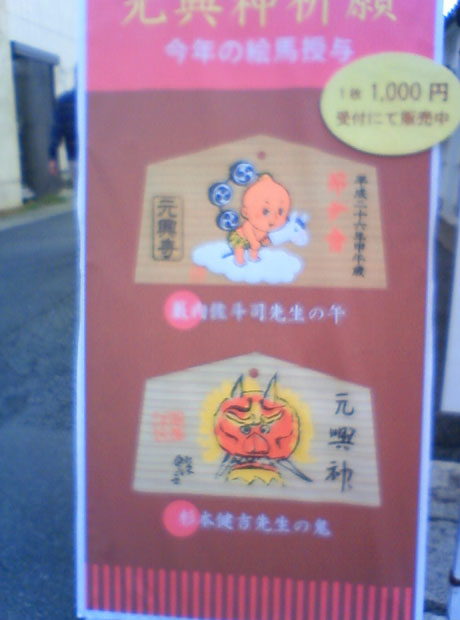 元興神祈願
今年の絵馬授与
1枚 1,000円
受付にて販売中
平成二十六年甲午歳
元興寺
籔内佐斗司先生の午
元興神
杉本健吉先生の鬼